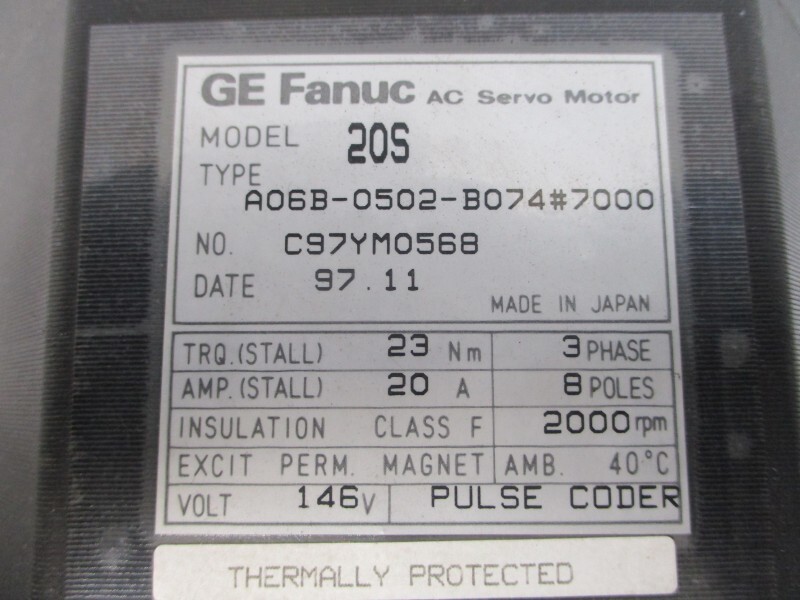 GE Fanuc AC Servo Motor
MODEL 20S
TYPE
A06B-0502-B074#7000
NO. C97YM0568
DATE 97.11
MADE IN JAPAN
TRQ.(STALL) 23 Nm 3 PHASE
AMP.(STALL) 20 A 8 POLES
INSULATION CLASS F 2000 rpm
EXCIT PERM. MAGNET AMB. 40°C
VOLT 146V PULSE CODER
THERMALLY PROTECTED